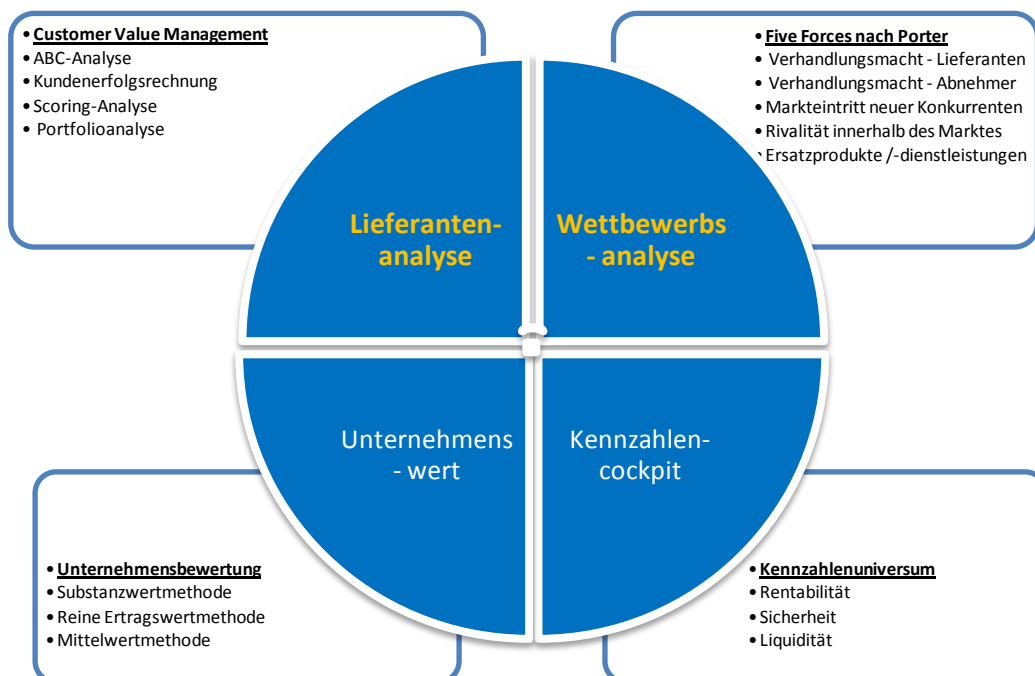 • Customer Value Management
• ABC-Analyse
• Kundenerfolgsrechnung
• Scoring-Analyse
• Portfolioanalyse
• Five Forces nach Porter
• Verhandlungsmacht - Lieferanten
• Verhandlungsmacht - Abnehmer
• Markteintritt neuer Konkurrenten
• Rivalität innerhalb des Marktes
• Ersatzprodukte /-dienstleistungen
Lieferanten-
analyse
Wettbewerbs
- analyse
Unternehmens
- wert
Kennzahlen-
cockpit
• Unternehmensbewertung
• Substanzwertmethode
• Reine Ertragswertmethode
• Mittelwertmethode
• Kennzahlenuniversum
• Rentabilität
• Sicherheit
• Liquidität